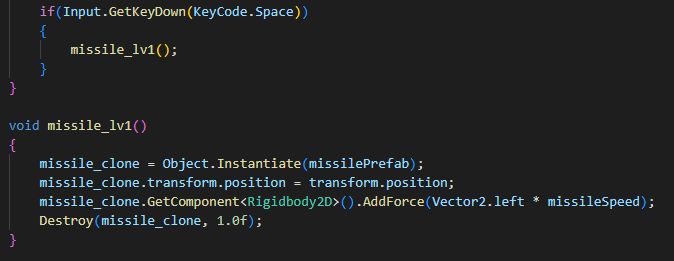 if(Input.GetKeyDown(KeyCode.Space))
{
missile_lv1();
}
}
void missile_lv1()
{
missile_clone = Object.Instantiate(missilePrefab);
missile_clone.transform.position = transform.position;
missile_clone.GetComponent<Rigidbody2D>().AddForce(Vector2.left * missileSpeed);
Destroy(missile_clone, 1.0f);
}